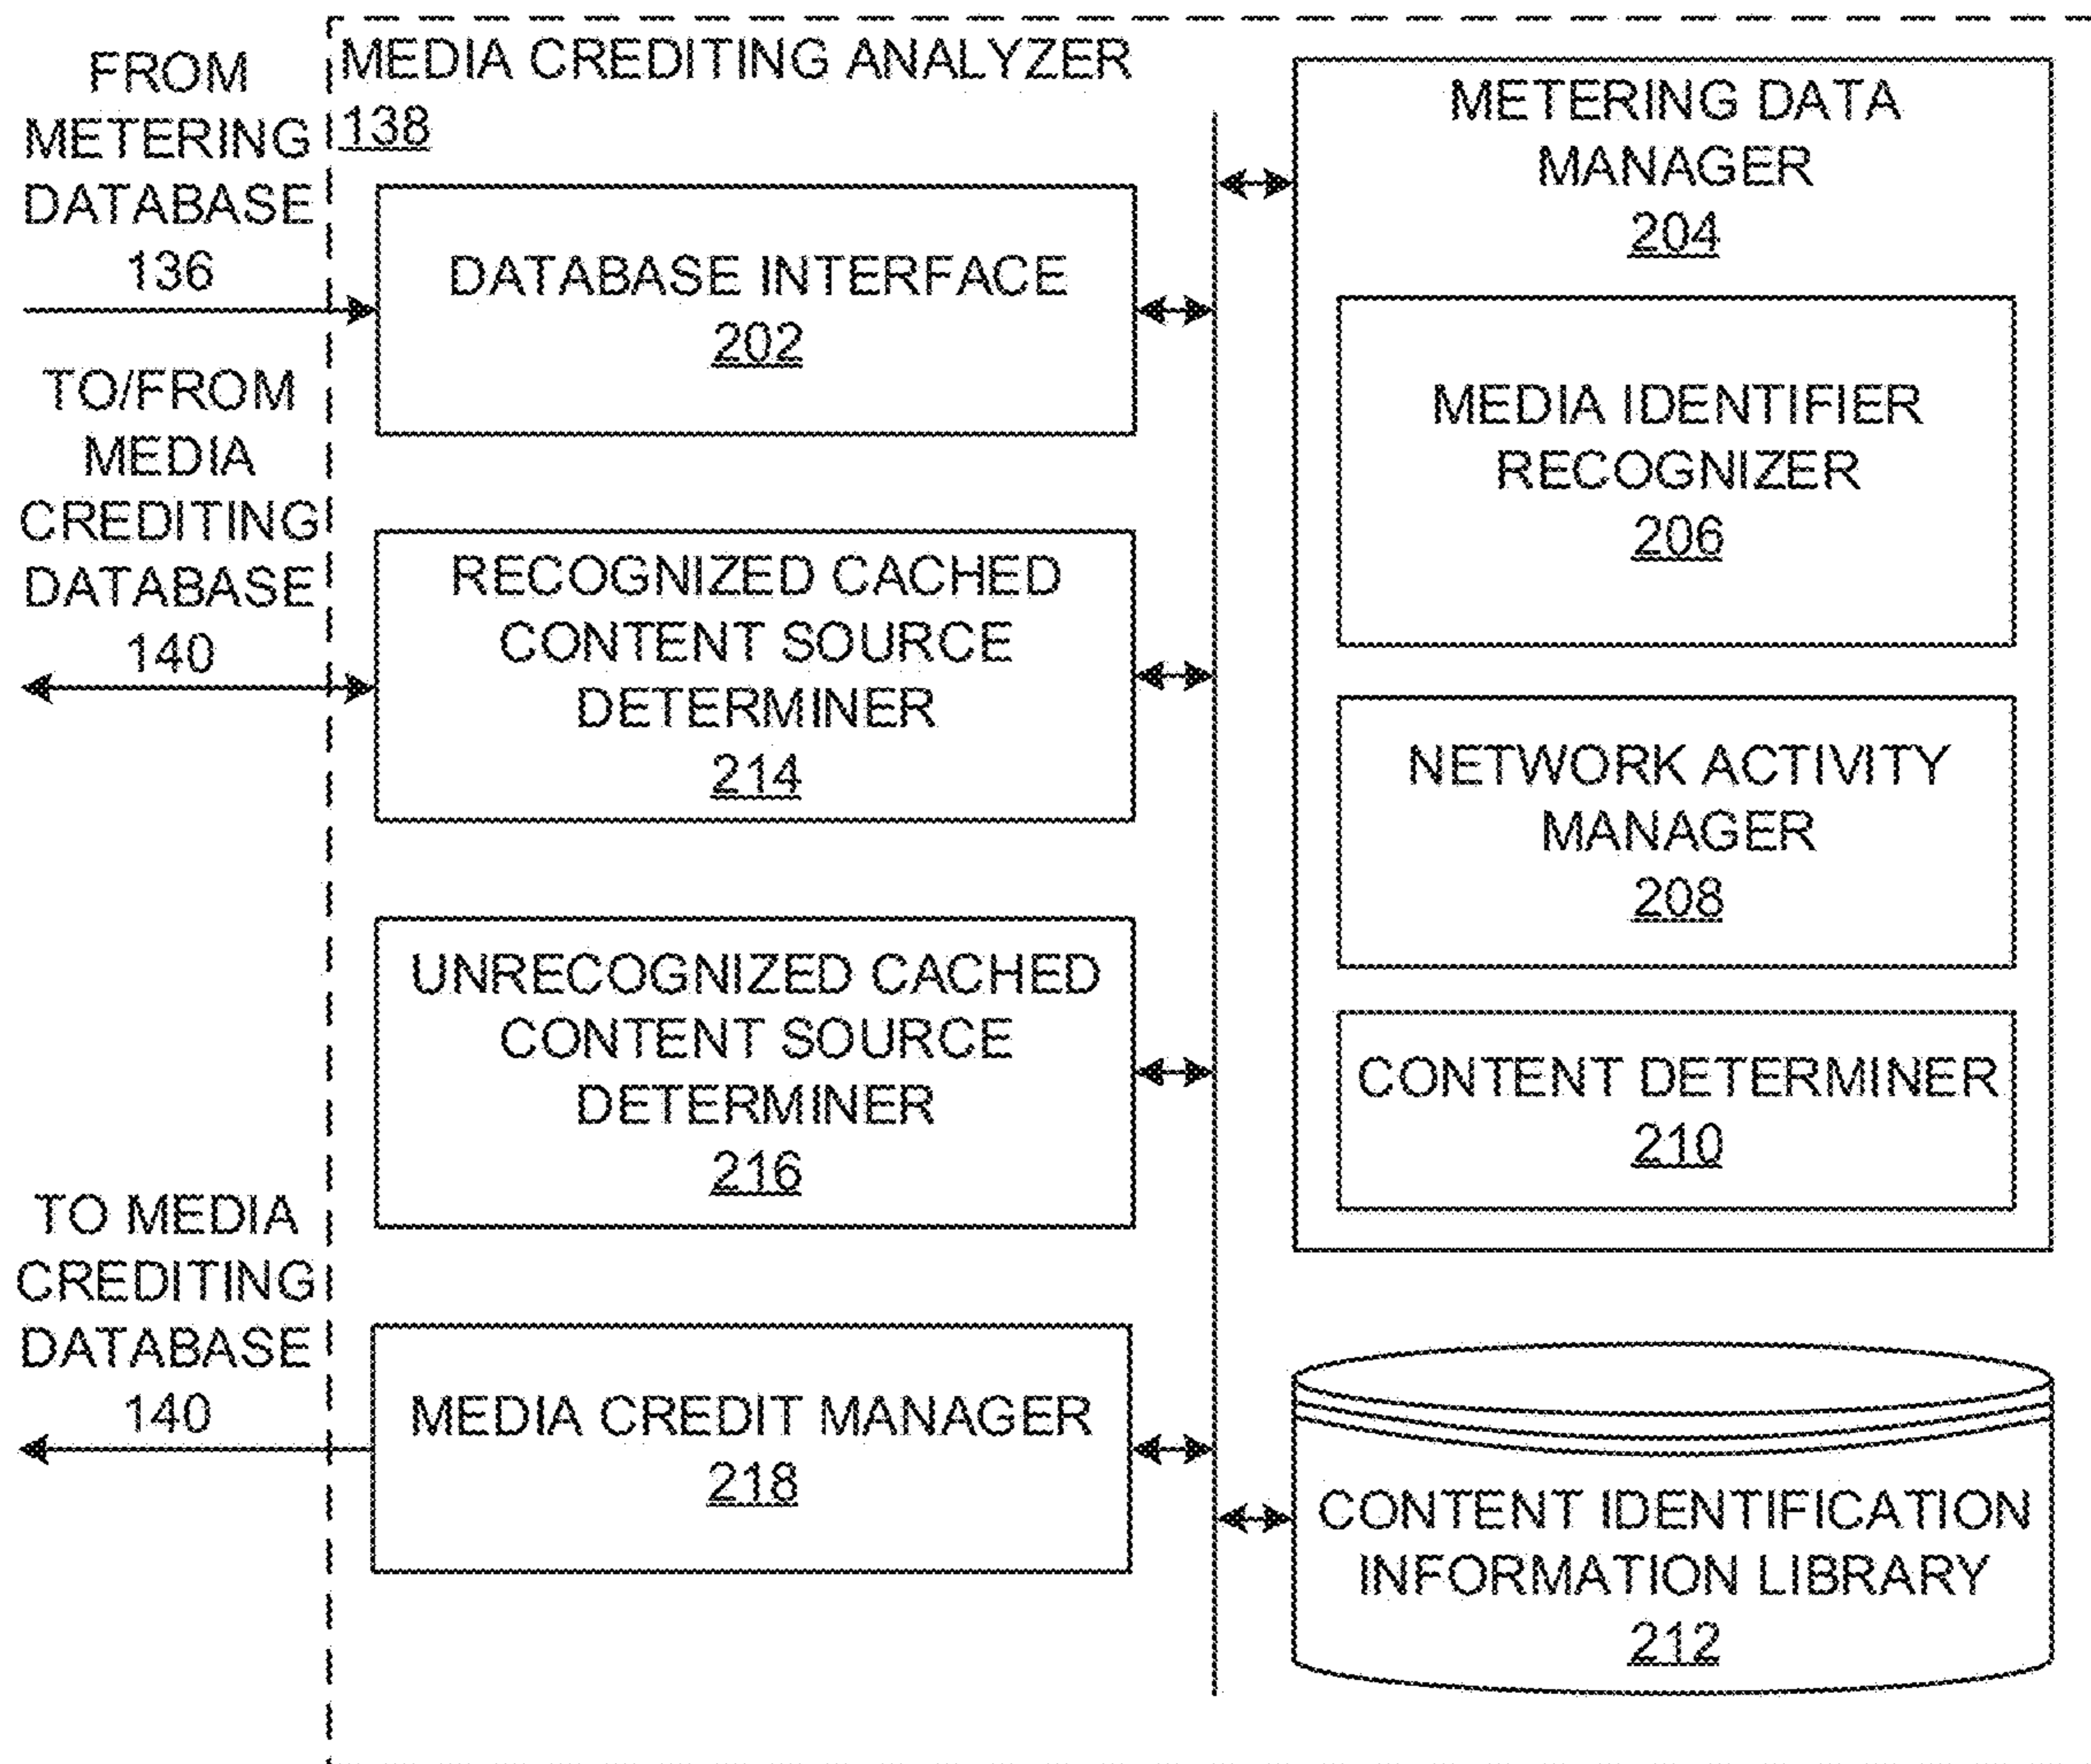 FROM
METERING
DATABASE
136
TO/FROM
MEDIA
CREDITING
DATABASE
140
TO MEDIA
CREDITING
DATABASE
140
MEDIA CREDITING ANALYZER
138
DATABASE INTERFACE
202
RECOGNIZED CACHED
CONTENT SOURCE
DETERMINER
214
UNRECOGNIZED CACHED
CONTENT SOURCE
DETERMINER
216
MEDIA CREDIT MANAGER
218
METERING DATA
MANAGER
204
MEDIA IDENTIFIER
RECOGNIZER
206
NETWORK ACTIVITY
MANAGER
208
CONTENT DETERMINER
210
CONTENT IDENTIFICATION
INFORMATION LIBRARY
212